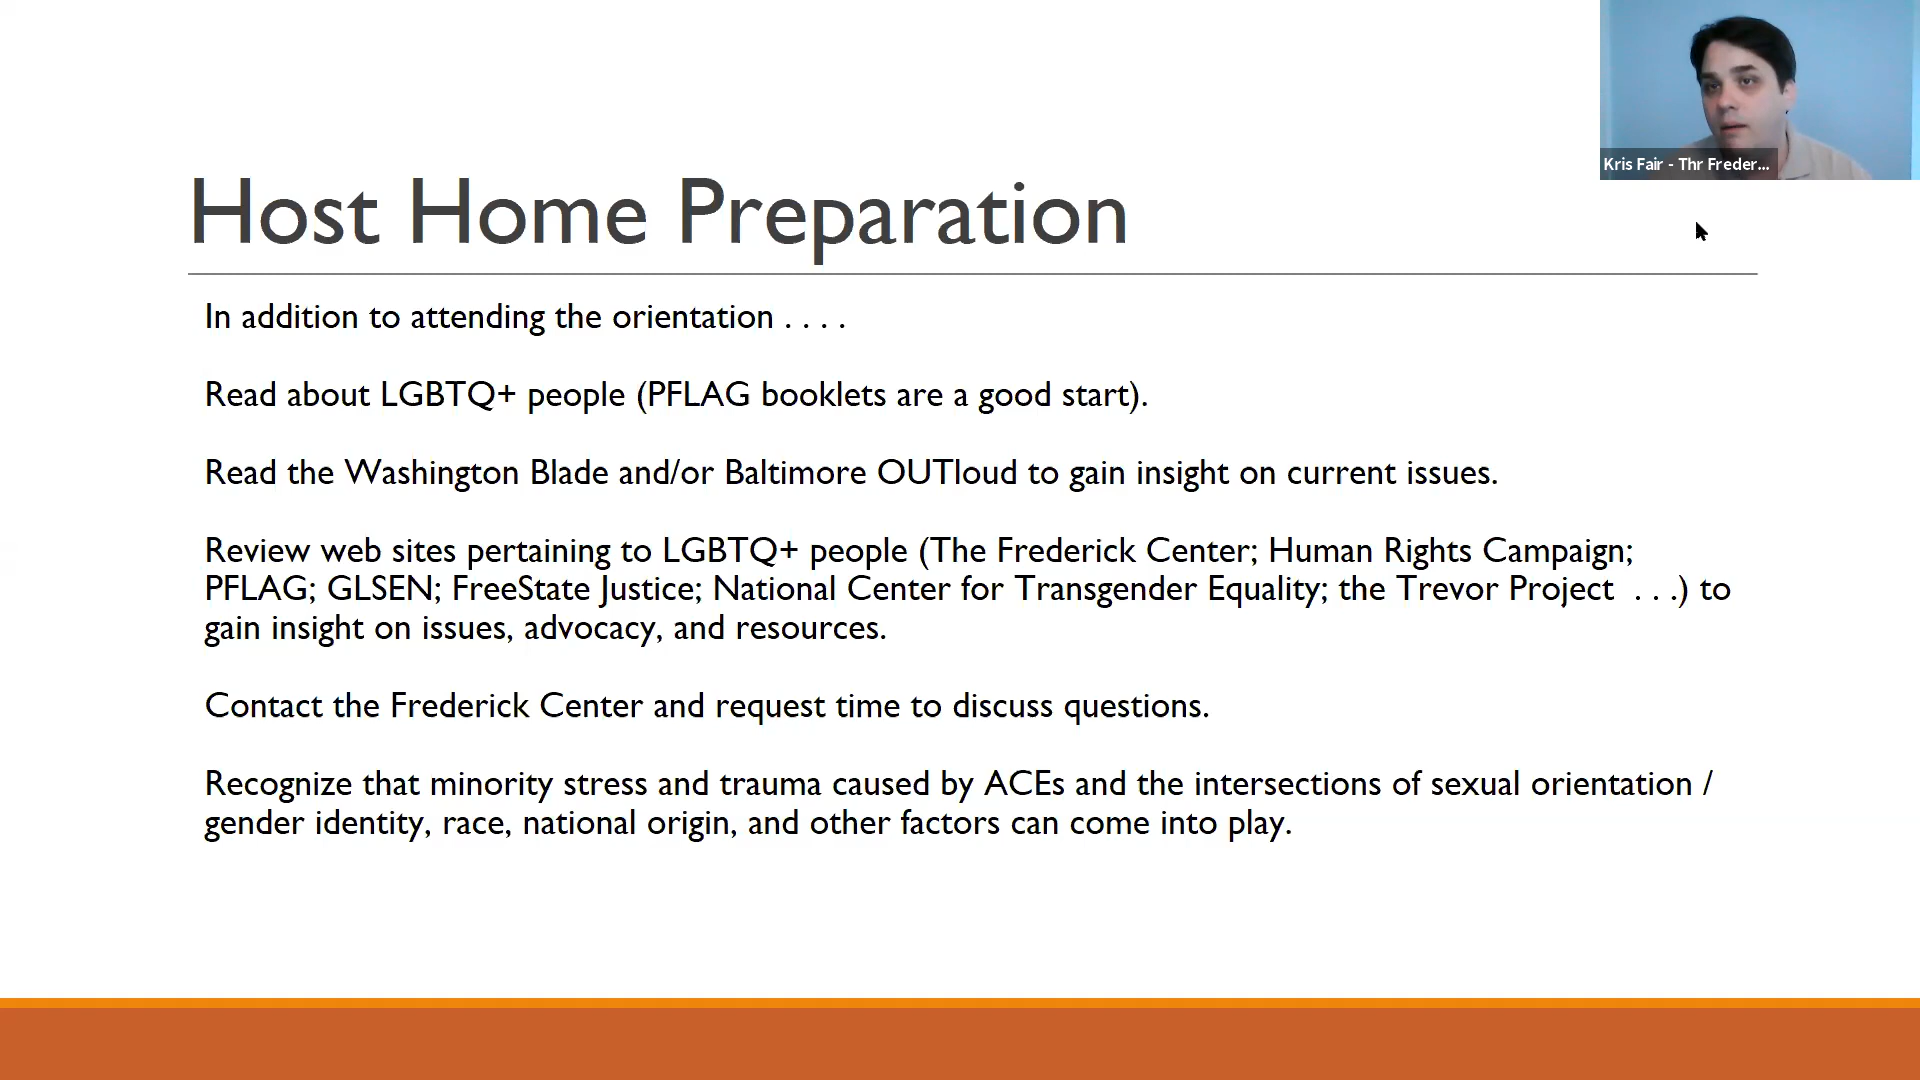 Kris Fair - Thr Freder...
Host Home Preparation
In addition to attending the orientation . . . .
Read about LGBTQ+ people (PFLAG booklets are a good start).
Read the Washington Blade and/or Baltimore OUTloud to gain insight on current issues.
Review web sites pertaining to LGBTQ+ people (The Frederick Center; Human Rights Campaign;
PFLAG; GLSEN; FreeState Justice; National Center for Transgender Equality; the Trevor Project . . .) to
gain insight on issues, advocacy, and resources.
Contact the Frederick Center and request time to discuss questions.
Recognize that minority stress and trauma caused by ACEs and the intersections of sexual orientation /
gender identity, race, national origin, and other factors can come into play.